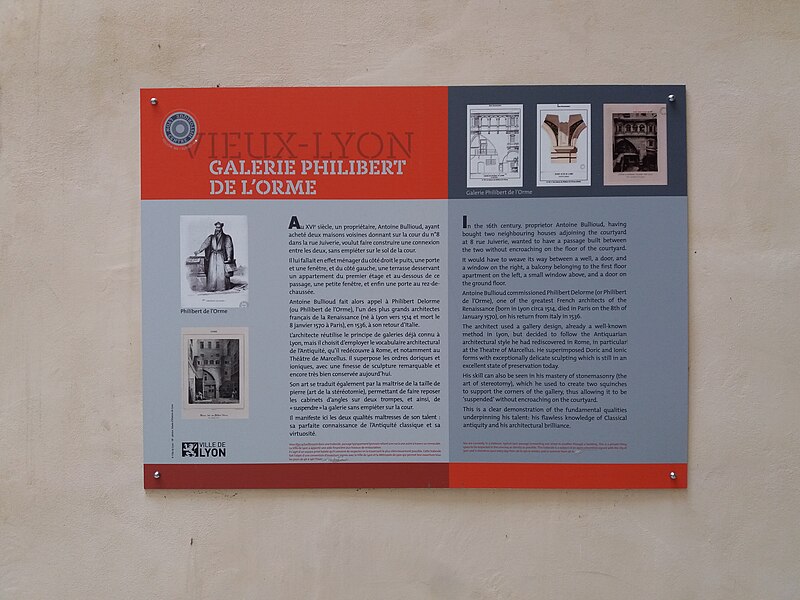 VIEUX-LYON
GALERIE PHILIBERT
DE L'ORME
Galerie Philibert de l'Orme
Philibert de l'Orme
Au XVIe siècle, un propriétaire, Antoine Bullioud, ayant
acheté deux maisons voisines donnant sur la cour du n°8
dans la rue Juiverie, voulut faire construire une connexion
entre les deux, sans empiéter sur le sol de la cour.
Il lui fallait en effet ménager du côté droit le puits, une porte
et une fenêtre, et du côté gauche, une terrasse desservant
un appartement du premier étage et au-dessous de ce
passage, une petite fenêtre, et enfin une porte au rez-de-
chaussée.
Antoine Bullioud fait alors appel à Philibert Delorme
(ou Philibert de l'Orme), l'un des plus grands architectes
français de la Renaissance (né à Lyon vers 1514 et mort le
8 janvier 1570 à Paris), en 1536, à son retour d'Italie.
L'architecte réutilise le principe de galeries déjà connu à
Lyon, mais il choisit d'employer le vocabulaire architectural
de l'Antiquité, qu'il redécouvre à Rome, et notamment au
Théâtre de Marcellus. Il superpose les ordres doriques et
ioniques, avec une finesse de sculpture remarquable et
encore très bien conservée aujourd'hui.
Son art se traduit également par la maîtrise de la taille de
pierre (art de la stéréotomie), permettant de faire reposer
les cabinets d'angles sur deux trompes, et ainsi, de
« suspendre » la galerie sans empiéter sur la cour.
Il manifeste ici les deux qualités maîtresses de son talent :
sa parfaite connaissance de l'Antiquité classique et sa
virtuosité.
In the 16th century, proprietor Antoine Bullioud, having
bought two neighbouring houses adjoining the courtyard
at 8 rue Juiverie, wanted to have a passage built between
the two without encroaching on the floor of the courtyard.
It would have to weave its way between a well, a door, and
a window on the right, a balcony belonging to the first floor
apartment on the left, a small window above, and a door on
the ground floor.
Antoine Bullioud commissioned Philibert Delorme (or Philibert
de l'Orme), one of the greatest French architects of the
Renaissance (born in Lyon circa 1514, died in Paris on the 8th of
January 1570), on his return from Italy in 1536.
The architect used a gallery design, already a well-known
method in Lyon, but decided to follow the Antiquarian
architectural style he had rediscovered in Rome, in particular
at the Theatre of Marcellus. He superimposed Doric and Ionic
forms with exceptionally delicate sculpting which is still in an
excellent state of preservation today.
His skill can also be seen in his mastery of stonemasonry (the
art of stereotomy), which he used to create two squinches
to support the corners of the gallery, thus allowing it to be
'suspended' without encroaching on the courtyard.
This is a clear demonstration of the fundamental qualities
underpinning his talent: his flawless knowledge of Classical
antiquity and his architectural brilliance.
VILLE DE
LYON